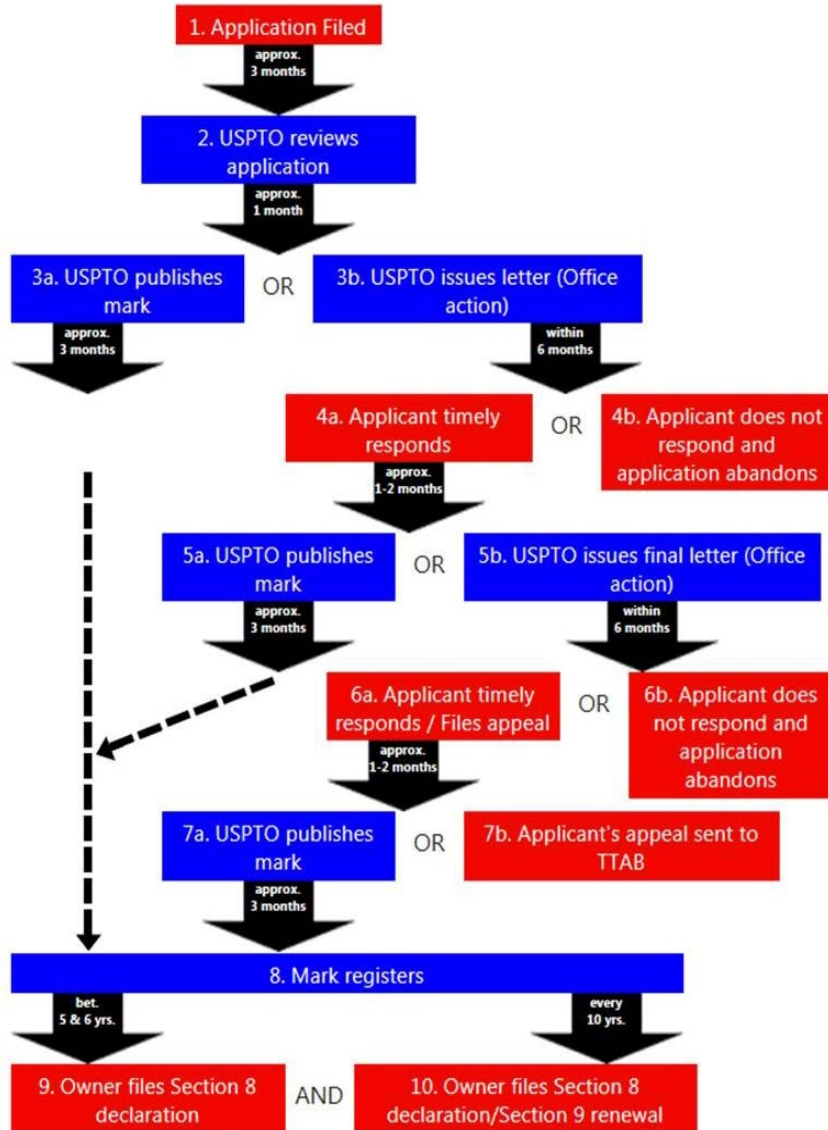 1. Application Filed
approx.
3 months
2. USPTO reviews
application
approx.
1 month
3a. USPTO publishes
mark
OR
3b. USPTO issues letter (Office
action)
approx.
3 months
within
6 months
4a. Applicant timely
responds
OR
4b. Applicant does not
respond and
application abandons
approx.
1-2 months
5a. USPTO publishes
mark
OR
5b. USPTO issues final letter (Office
action)
approx.
3 months
within
6 months
6a. Applicant timely
responds / Files appeal
OR
6b. Applicant does
not respond and
application
abandons
approx.
1-2 months
7a. USPTO publishes
mark
OR
7b. Applicant's appeal sent to
TTAB
approx.
3 months
8. Mark registers
bet.
5 & 6 yrs.
every
10 yrs.
9. Owner files Section 8
declaration
AND
10. Owner files Section 8
declaration/Section 9 renewal